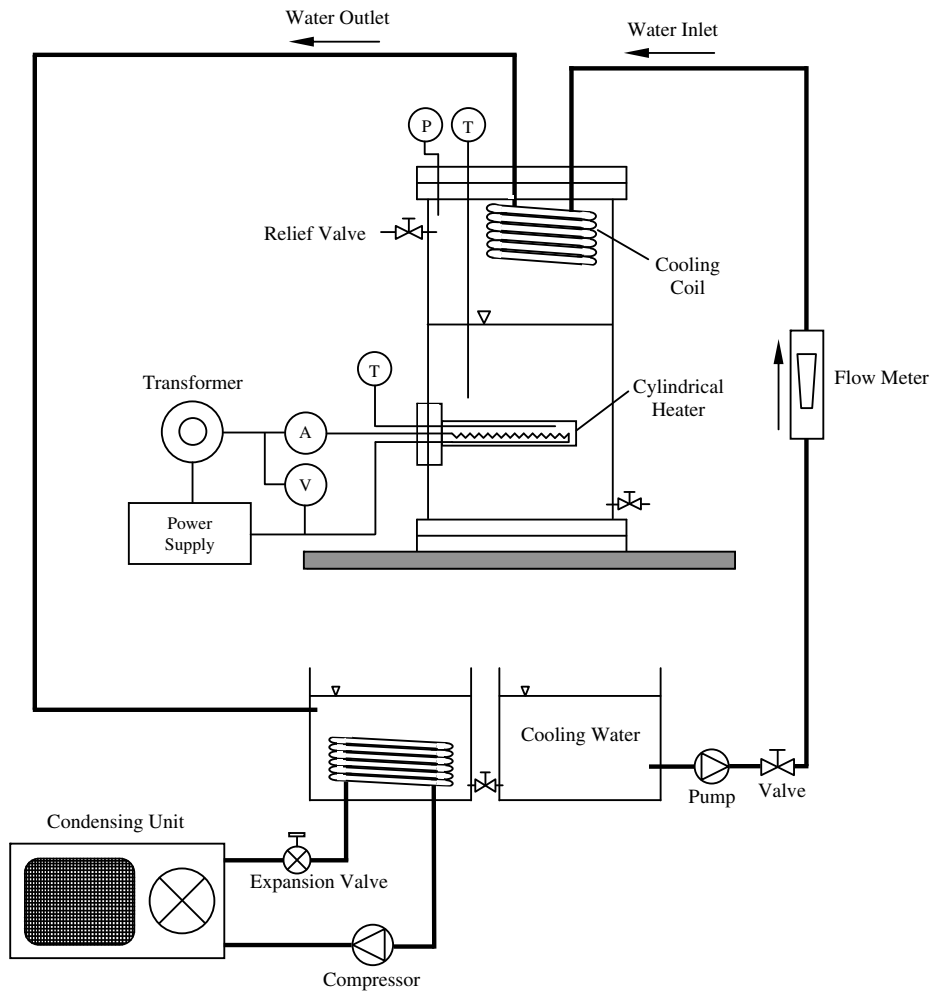 Water Outlet
Water Inlet
P
T
Relief Valve
Cooling
Coil
T
Transformer
Cylindrical
Heater
Flow Meter
A
V
Power
Supply
Cooling Water
Pump
Valve
Condensing Unit
Expansion Valve
Compressor